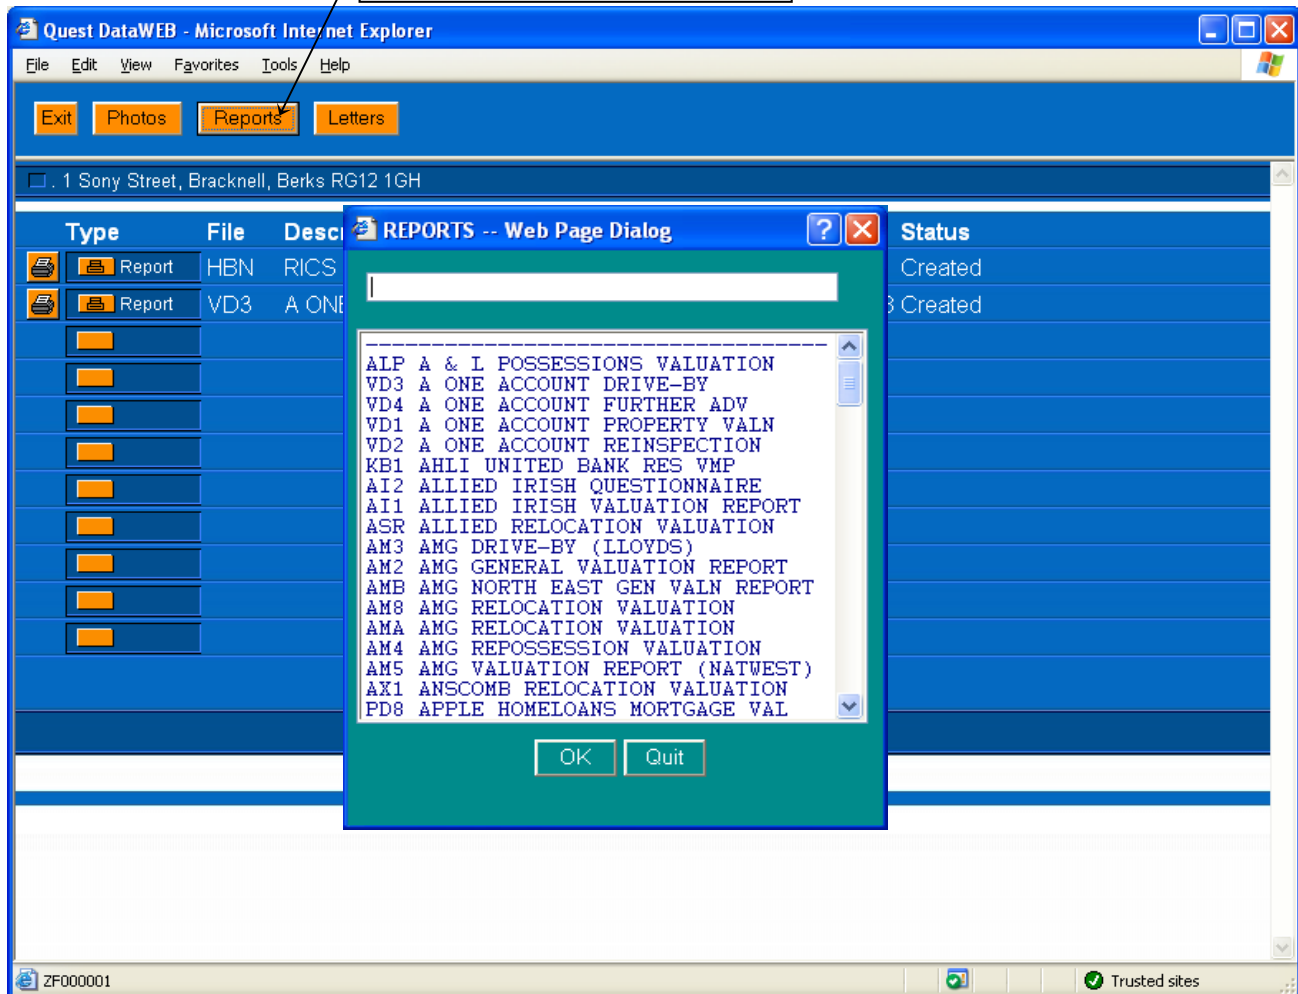 Quest DataWEB - Microsoft Internet Explorer
File Edit View Favorites Tools Help
Exit Photos Reports Letters
. 1 Sony Street, Bracknell, Berks RG12 1GH
Type File Descr Status
Report HBN RICS Created
Report VD3 A ONE 3 Created
REPORTS -- Web Page Dialog
ALP A & L POSSESSIONS VALUATION
VD3 A ONE ACCOUNT DRIVE-BY
VD4 A ONE ACCOUNT FURTHER ADV
VD1 A ONE ACCOUNT PROPERTY VALN
VD2 A ONE ACCOUNT REINSPECTION
KB1 AHLI UNITED BANK RES VMP
AI2 ALLIED IRISH QUESTIONNAIRE
AI1 ALLIED IRISH VALUATION REPORT
ASR ALLIED RELOCATION VALUATION
AM3 AMG DRIVE-BY (LLOYDS)
AM2 AMG GENERAL VALUATION REPORT
AMB AMG NORTH EAST GEN VALN REPORT
AM8 AMG RELOCATION VALUATION
AMA AMG RELOCATION VALUATION
AM4 AMG REPOSSESSION VALUATION
AM5 AMG VALUATION REPORT (NATWEST)
AX1 ANSCOMB RELOCATION VALUATION
PD8 APPLE HOMELOANS MORTGAGE VAL
OK Quit
ZF000001 Trusted sites